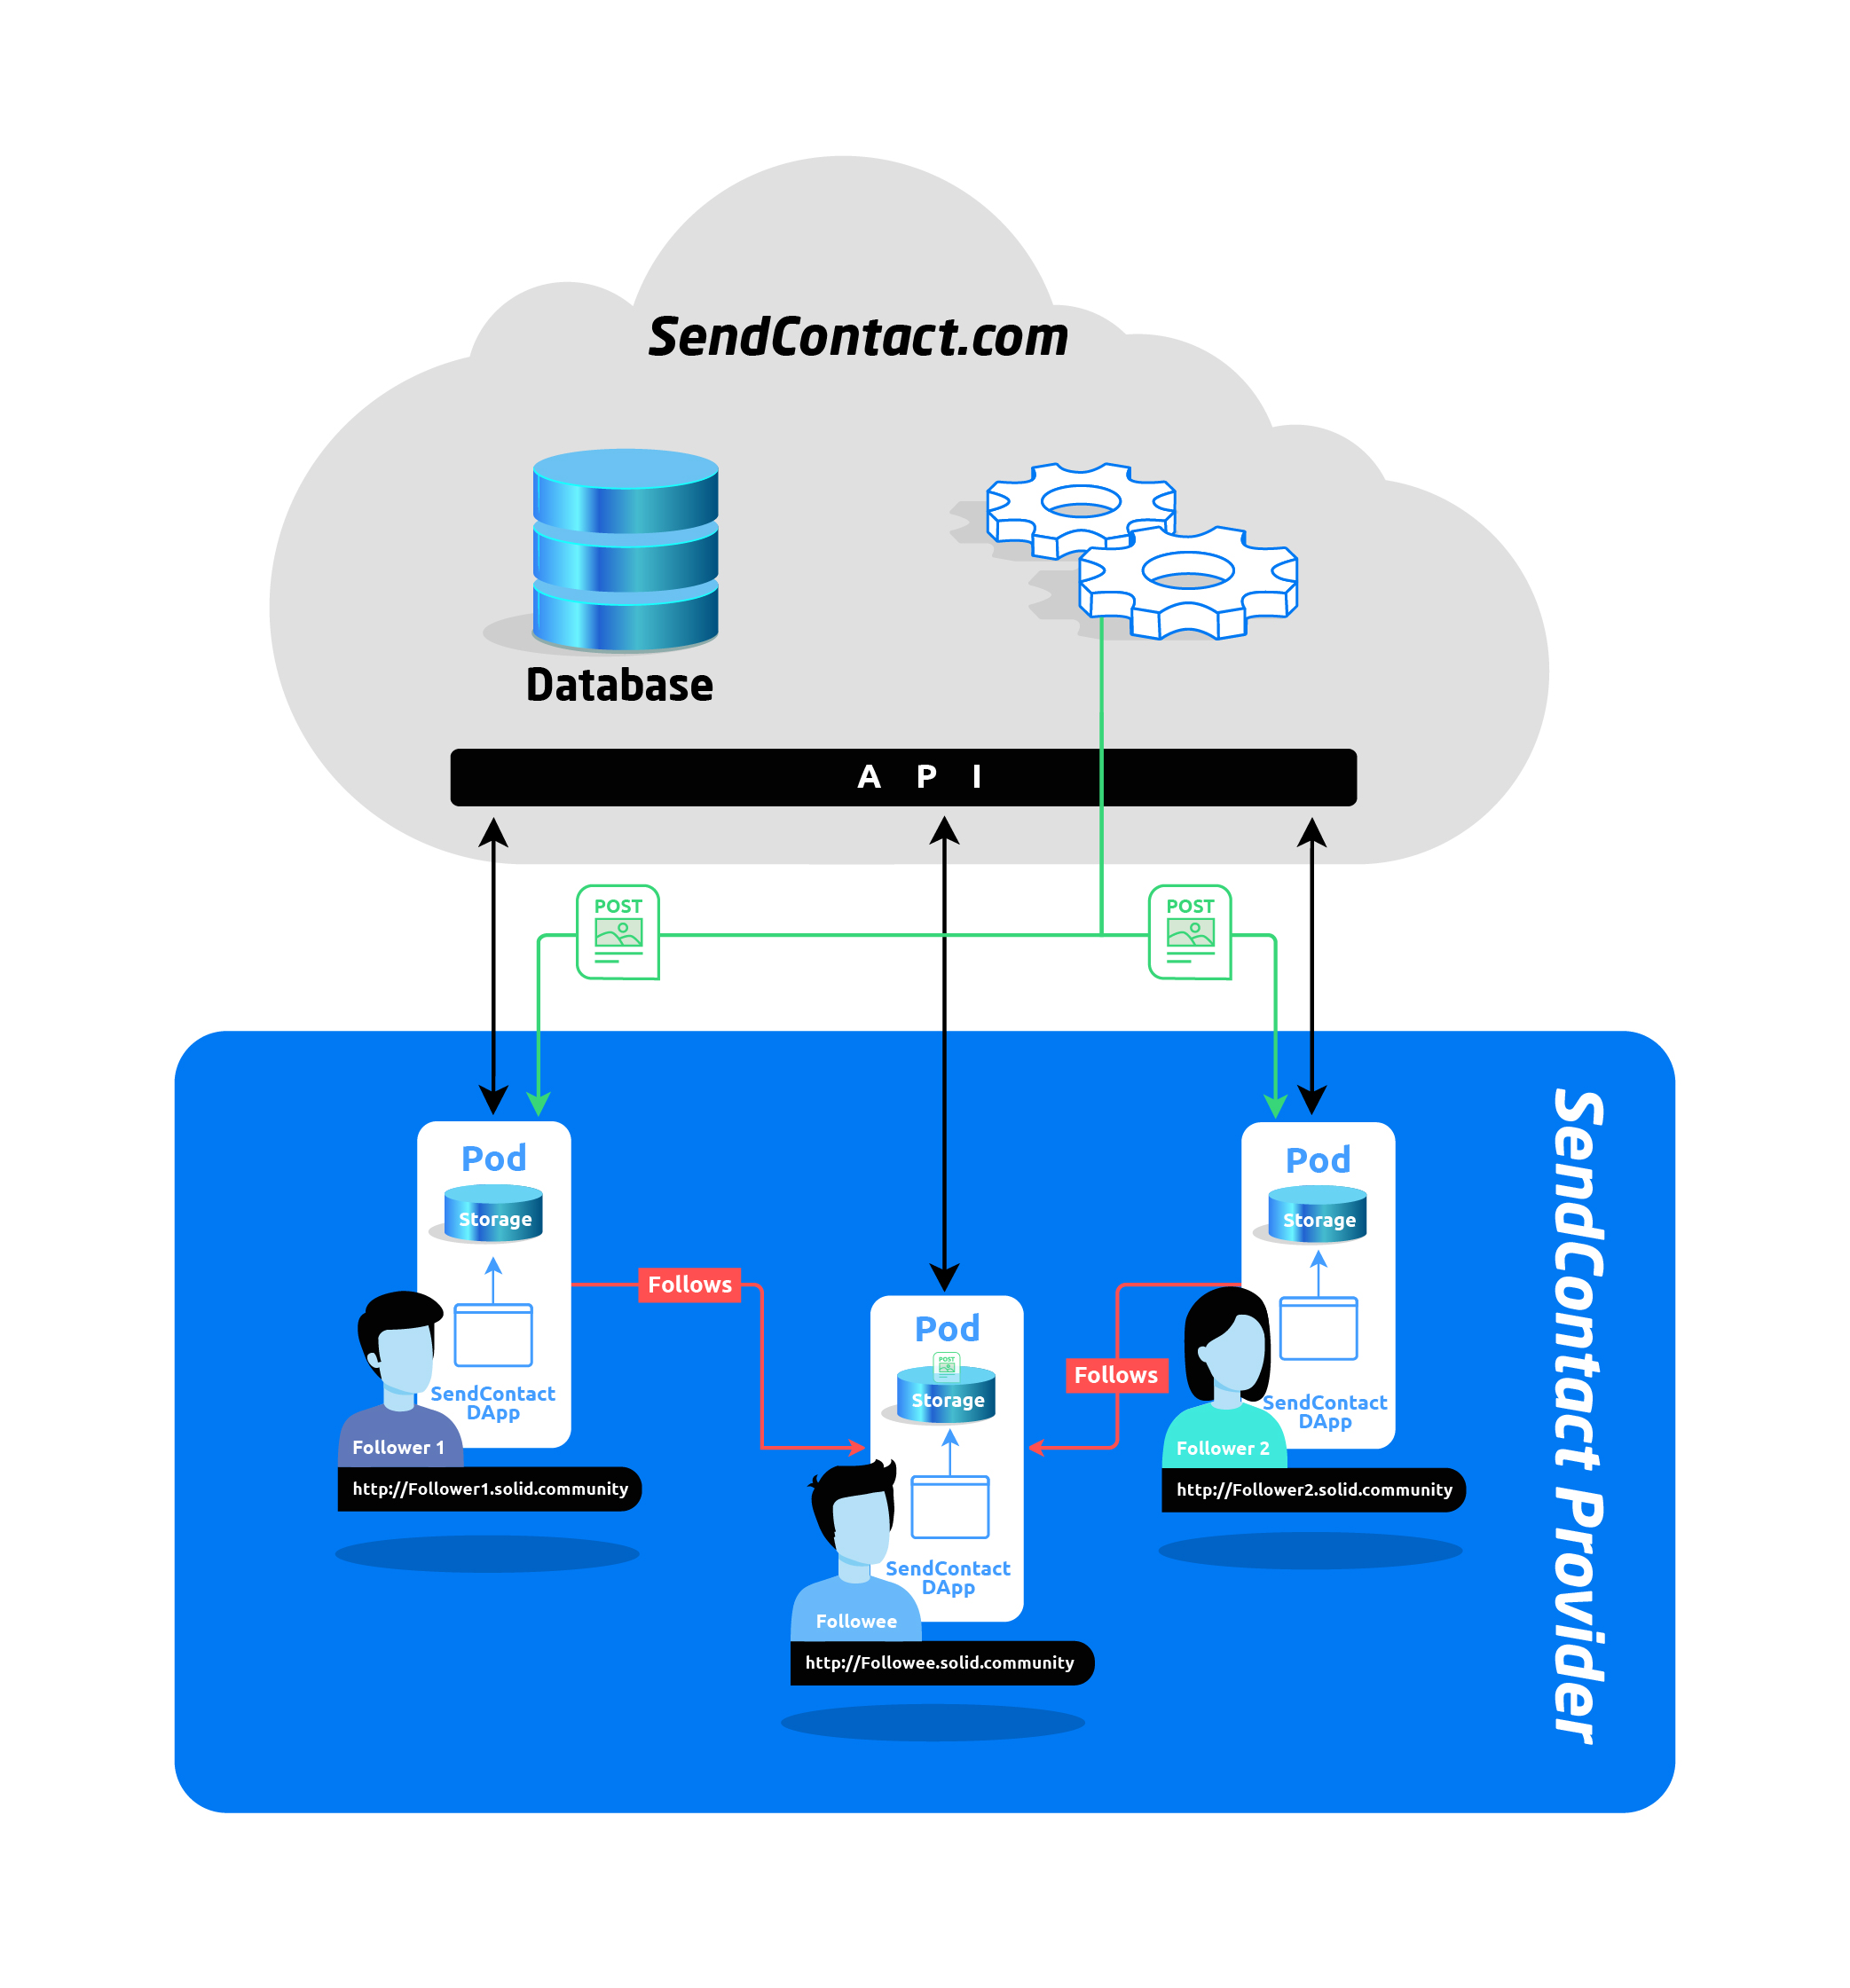 SendContact.com
Database
A P I
POST
POST
SendContact Provider
Pod
Storage
SendContact
DApp
Follower 1
http://Follower1.solid.community
Follows
Pod
POST
Storage
SendContact
DApp
Followee
http://Followee.solid.community
Follows
Pod
Storage
SendContact
DApp
Follower 2
http://Follower2.solid.community